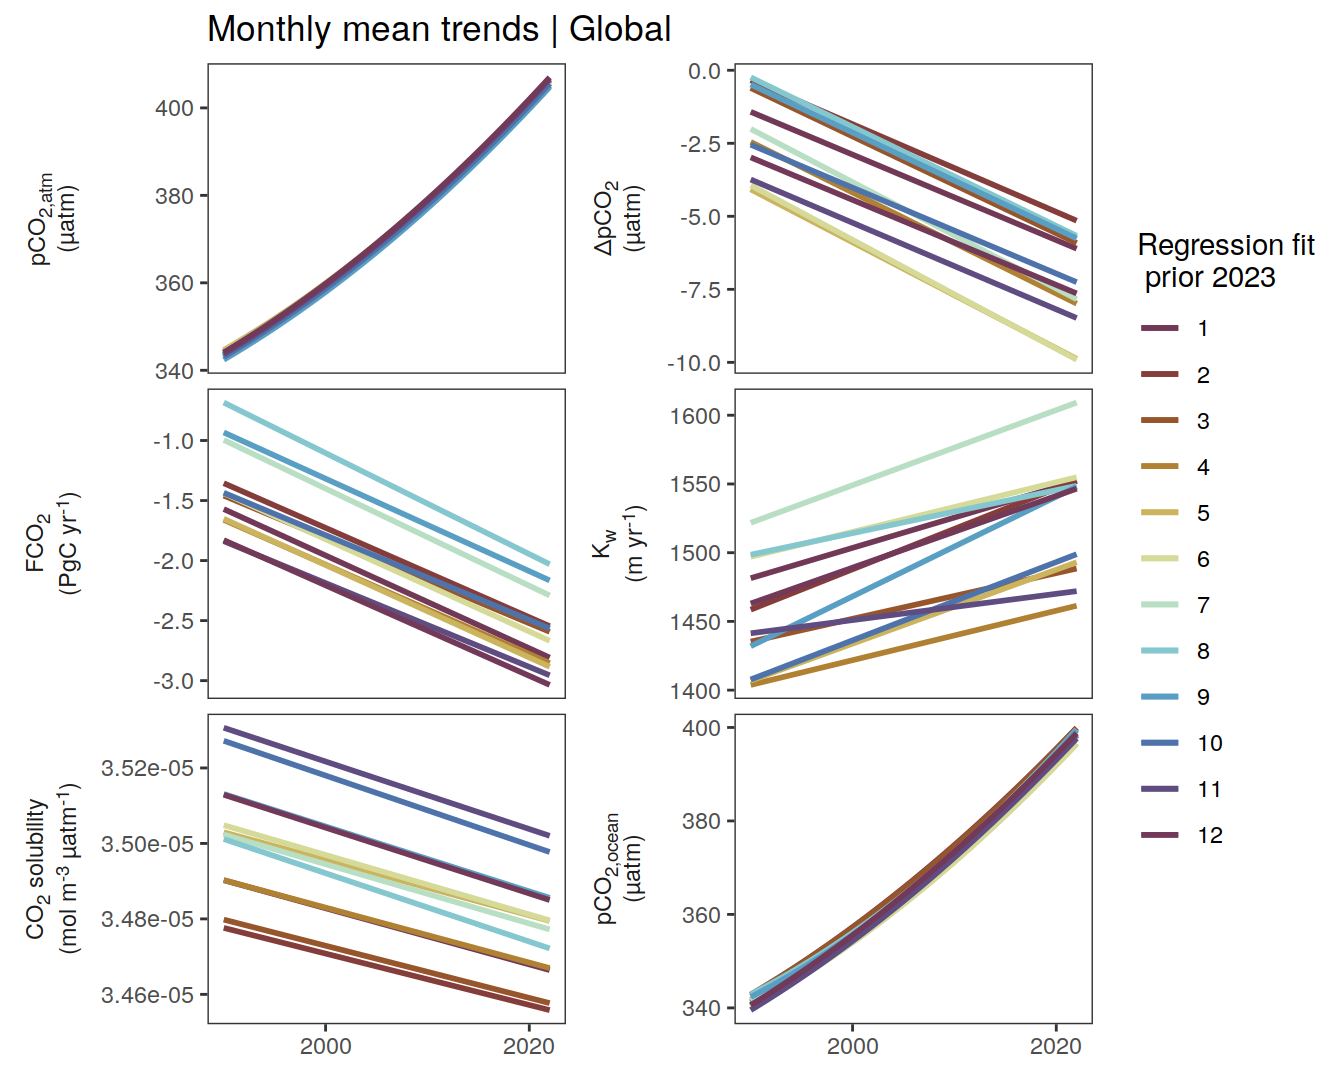 Monthly mean trends | Global
pCO2,atm
(µatm)
400
380
360
340
ΔpCO2
(µatm)
0.0
-2.5
-5.0
-7.5
-10.0
FCO2
(PgC yr-1)
-1.0
-1.5
-2.0
-2.5
-3.0
Kw
(m yr-1)
1600
1550
1500
1450
1400
CO2 solubility
(mol m-3 µatm-1)
3.52e-05
3.50e-05
3.48e-05
3.46e-05
2000
2020
pCO2,ocean
(µatm)
400
380
360
340
2000
2020
Regression fit
prior 2023
1
2
3
4
5
6
7
8
9
10
11
12